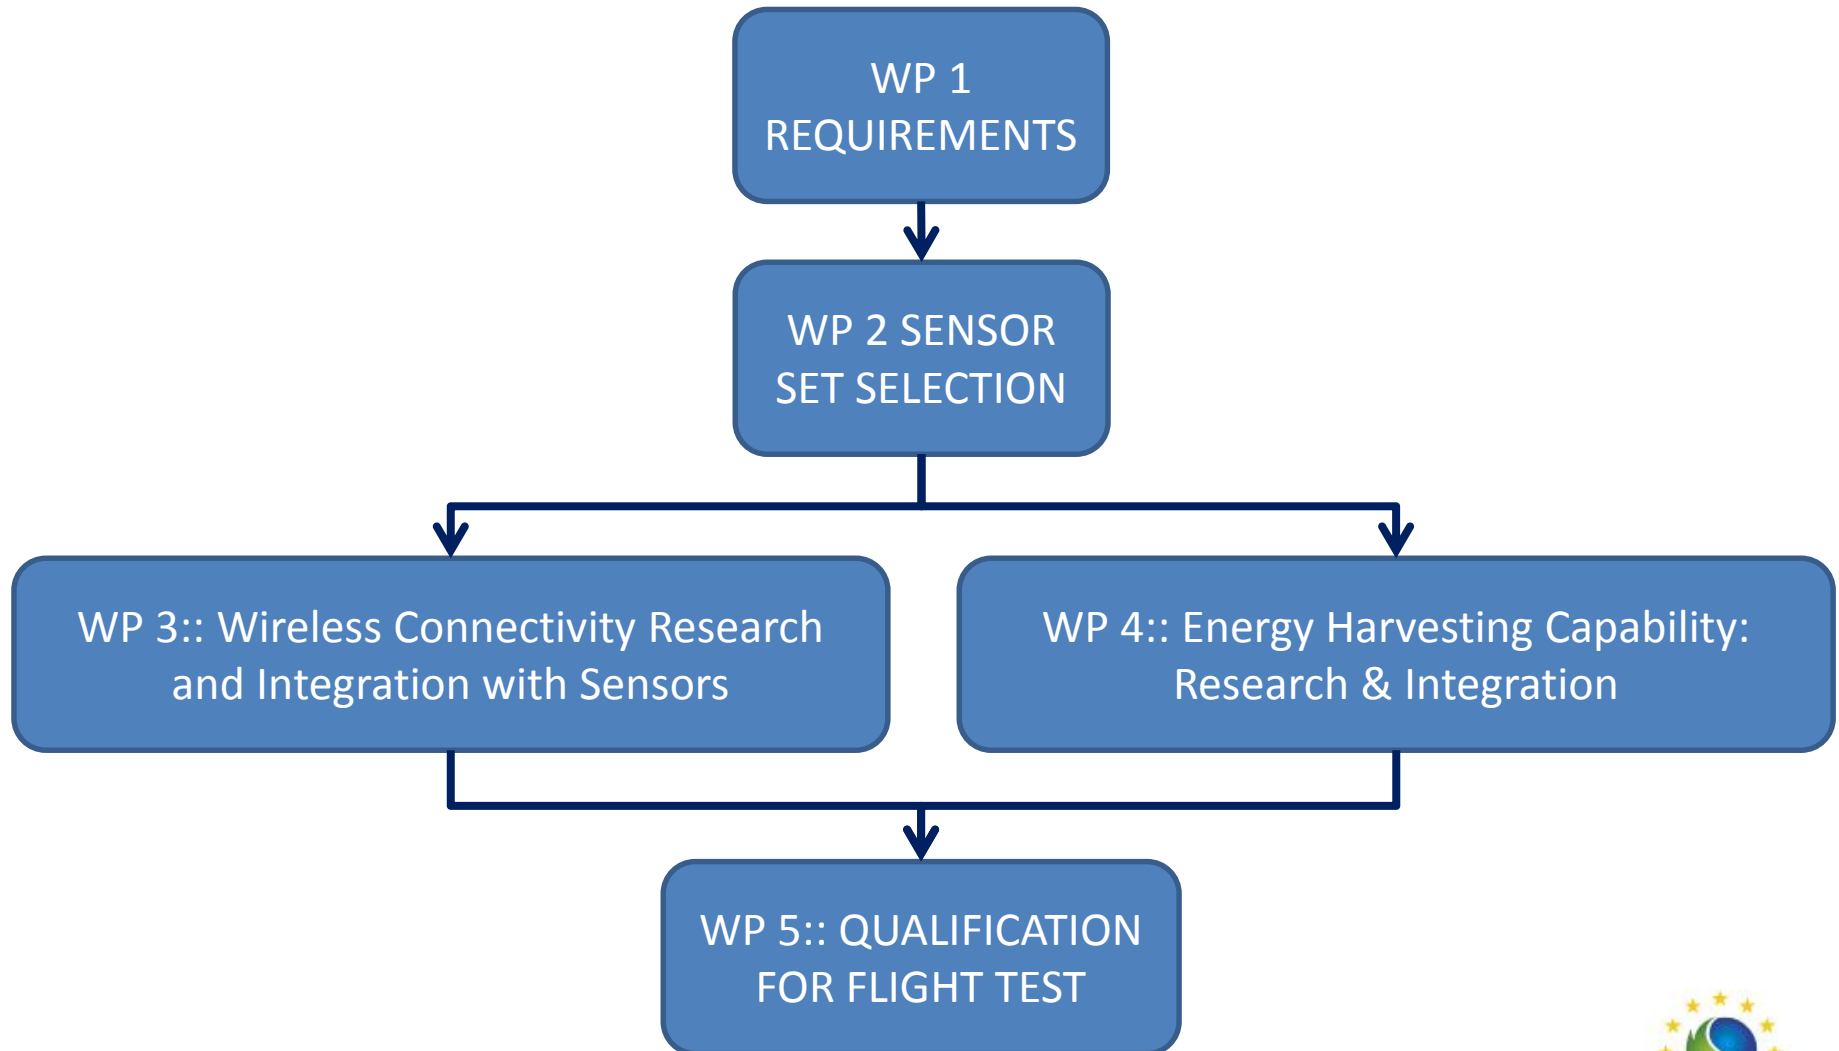 WP 1
REQUIREMENTS
WP 2 SENSOR
SET SELECTION
WP 3:: Wireless Connectivity Research
and Integration with Sensors
WP 4:: Energy Harvesting Capability:
Research & Integration
WP 5:: QUALIFICATION
FOR FLIGHT TEST